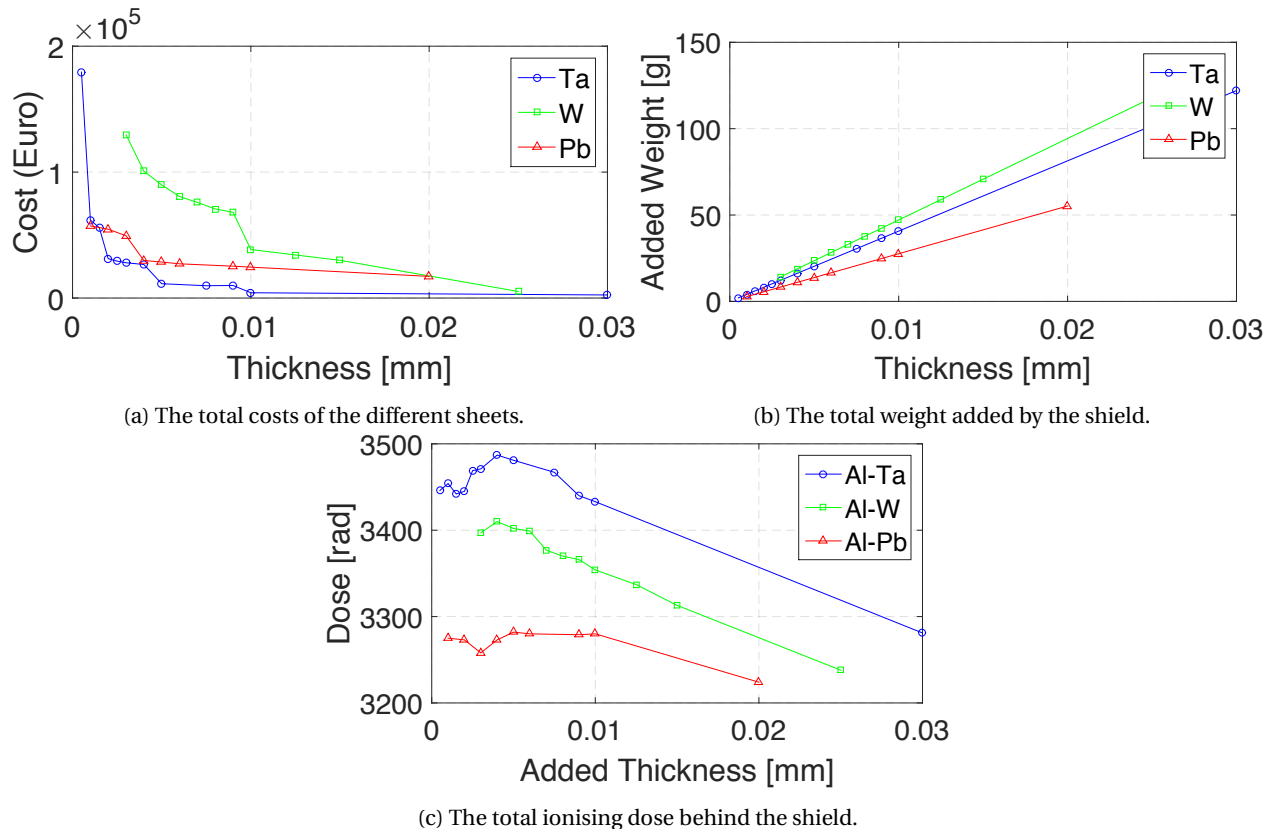 × 10⁵
2
1
0
Cost (Euro)
Ta
W
Pb
0 0.01 0.02 0.03
Thickness [mm]
(a) The total costs of the different sheets.
150
100
50
0
Added Weight [g]
Ta
W
Pb
0 0.01 0.02 0.03
Thickness [mm]
(b) The total weight added by the shield.
3500
3400
3300
3200
Dose [rad]
Al-Ta
Al-W
Al-Pb
0 0.01 0.02 0.03
Added Thickness [mm]
(c) The total ionising dose behind the shield.